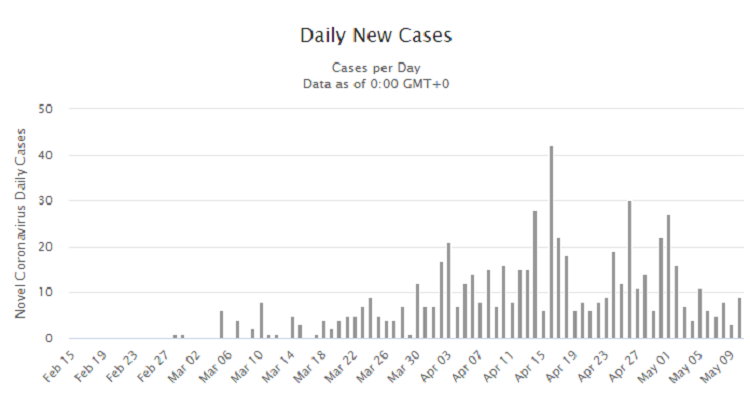 Daily New Cases
Cases per Day
Data as of 0:00 GMT+0
Novel Coronavirus Daily Cases
50
40
30
20
10
0
Feb 15 Feb 19 Feb 23 Feb 27 Mar 02 Mar 06 Mar 10 Mar 14 Mar 18 Mar 22 Mar 26 Mar 30 Apr 03 Apr 07 Apr 11 Apr 15 Apr 19 Apr 23 Apr 27 May 01 May 05 May 09